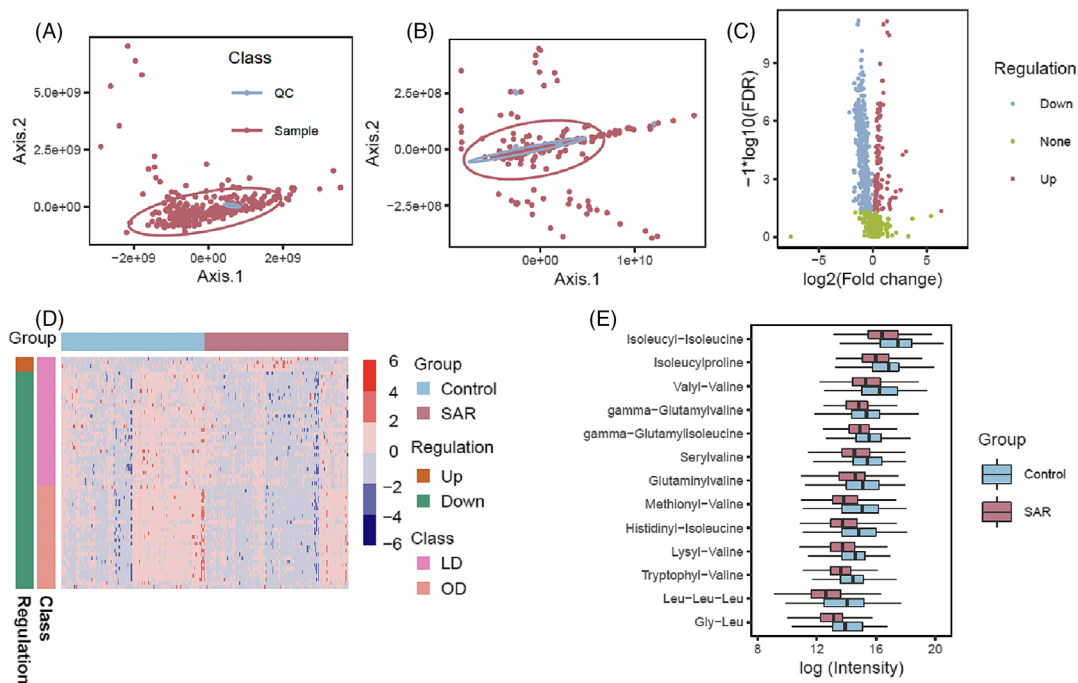 (A)
5.0e+09
2.5e+09
0.0e+00
Axis.2
Class
QC
Sample
−2e+09
0e+00
2e+09
Axis.1
(B)
2.5e+08
0.0e+00
−2.5e+08
Axis.2
0e+00
1e+10
Axis.1
(C)
9
6
3
0
−1*log10(FDR)
−5
0
5
log2(Fold change)
Regulation
Down
None
Up
(D)
Group
Regulation
Class
6
4
2
0
−2
−4
−6
Group
Control
SAR
Regulation
Up
Down
Class
LD
OD
(E)
Isoleucyl−Isoleucine
Isoleucylproline
Valyl−Valine
gamma−Glutamylvaline
gamma−Glutamylisoleucine
Serylvaline
Glutaminylvaline
Methionyl−Valine
Histidinyl−Isoleucine
Lysyl−Valine
Tryptophyl−Valine
Leu−Leu−Leu
Gly−Leu
8
12
16
20
log (Intensity)
Group
Control
SAR